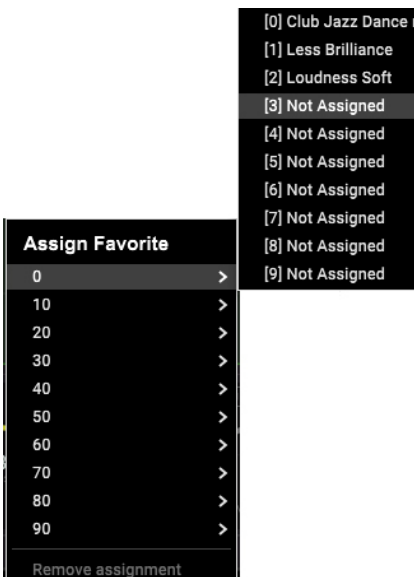 [0] Club Jazz Dance
[1] Less Brilliance
[2] Loudness Soft
[3] Not Assigned
[4] Not Assigned
[5] Not Assigned
[6] Not Assigned
[7] Not Assigned
[8] Not Assigned
[9] Not Assigned
Assign Favorite
0
10
20
30
40
50
60
70
80
90
Remove assignment